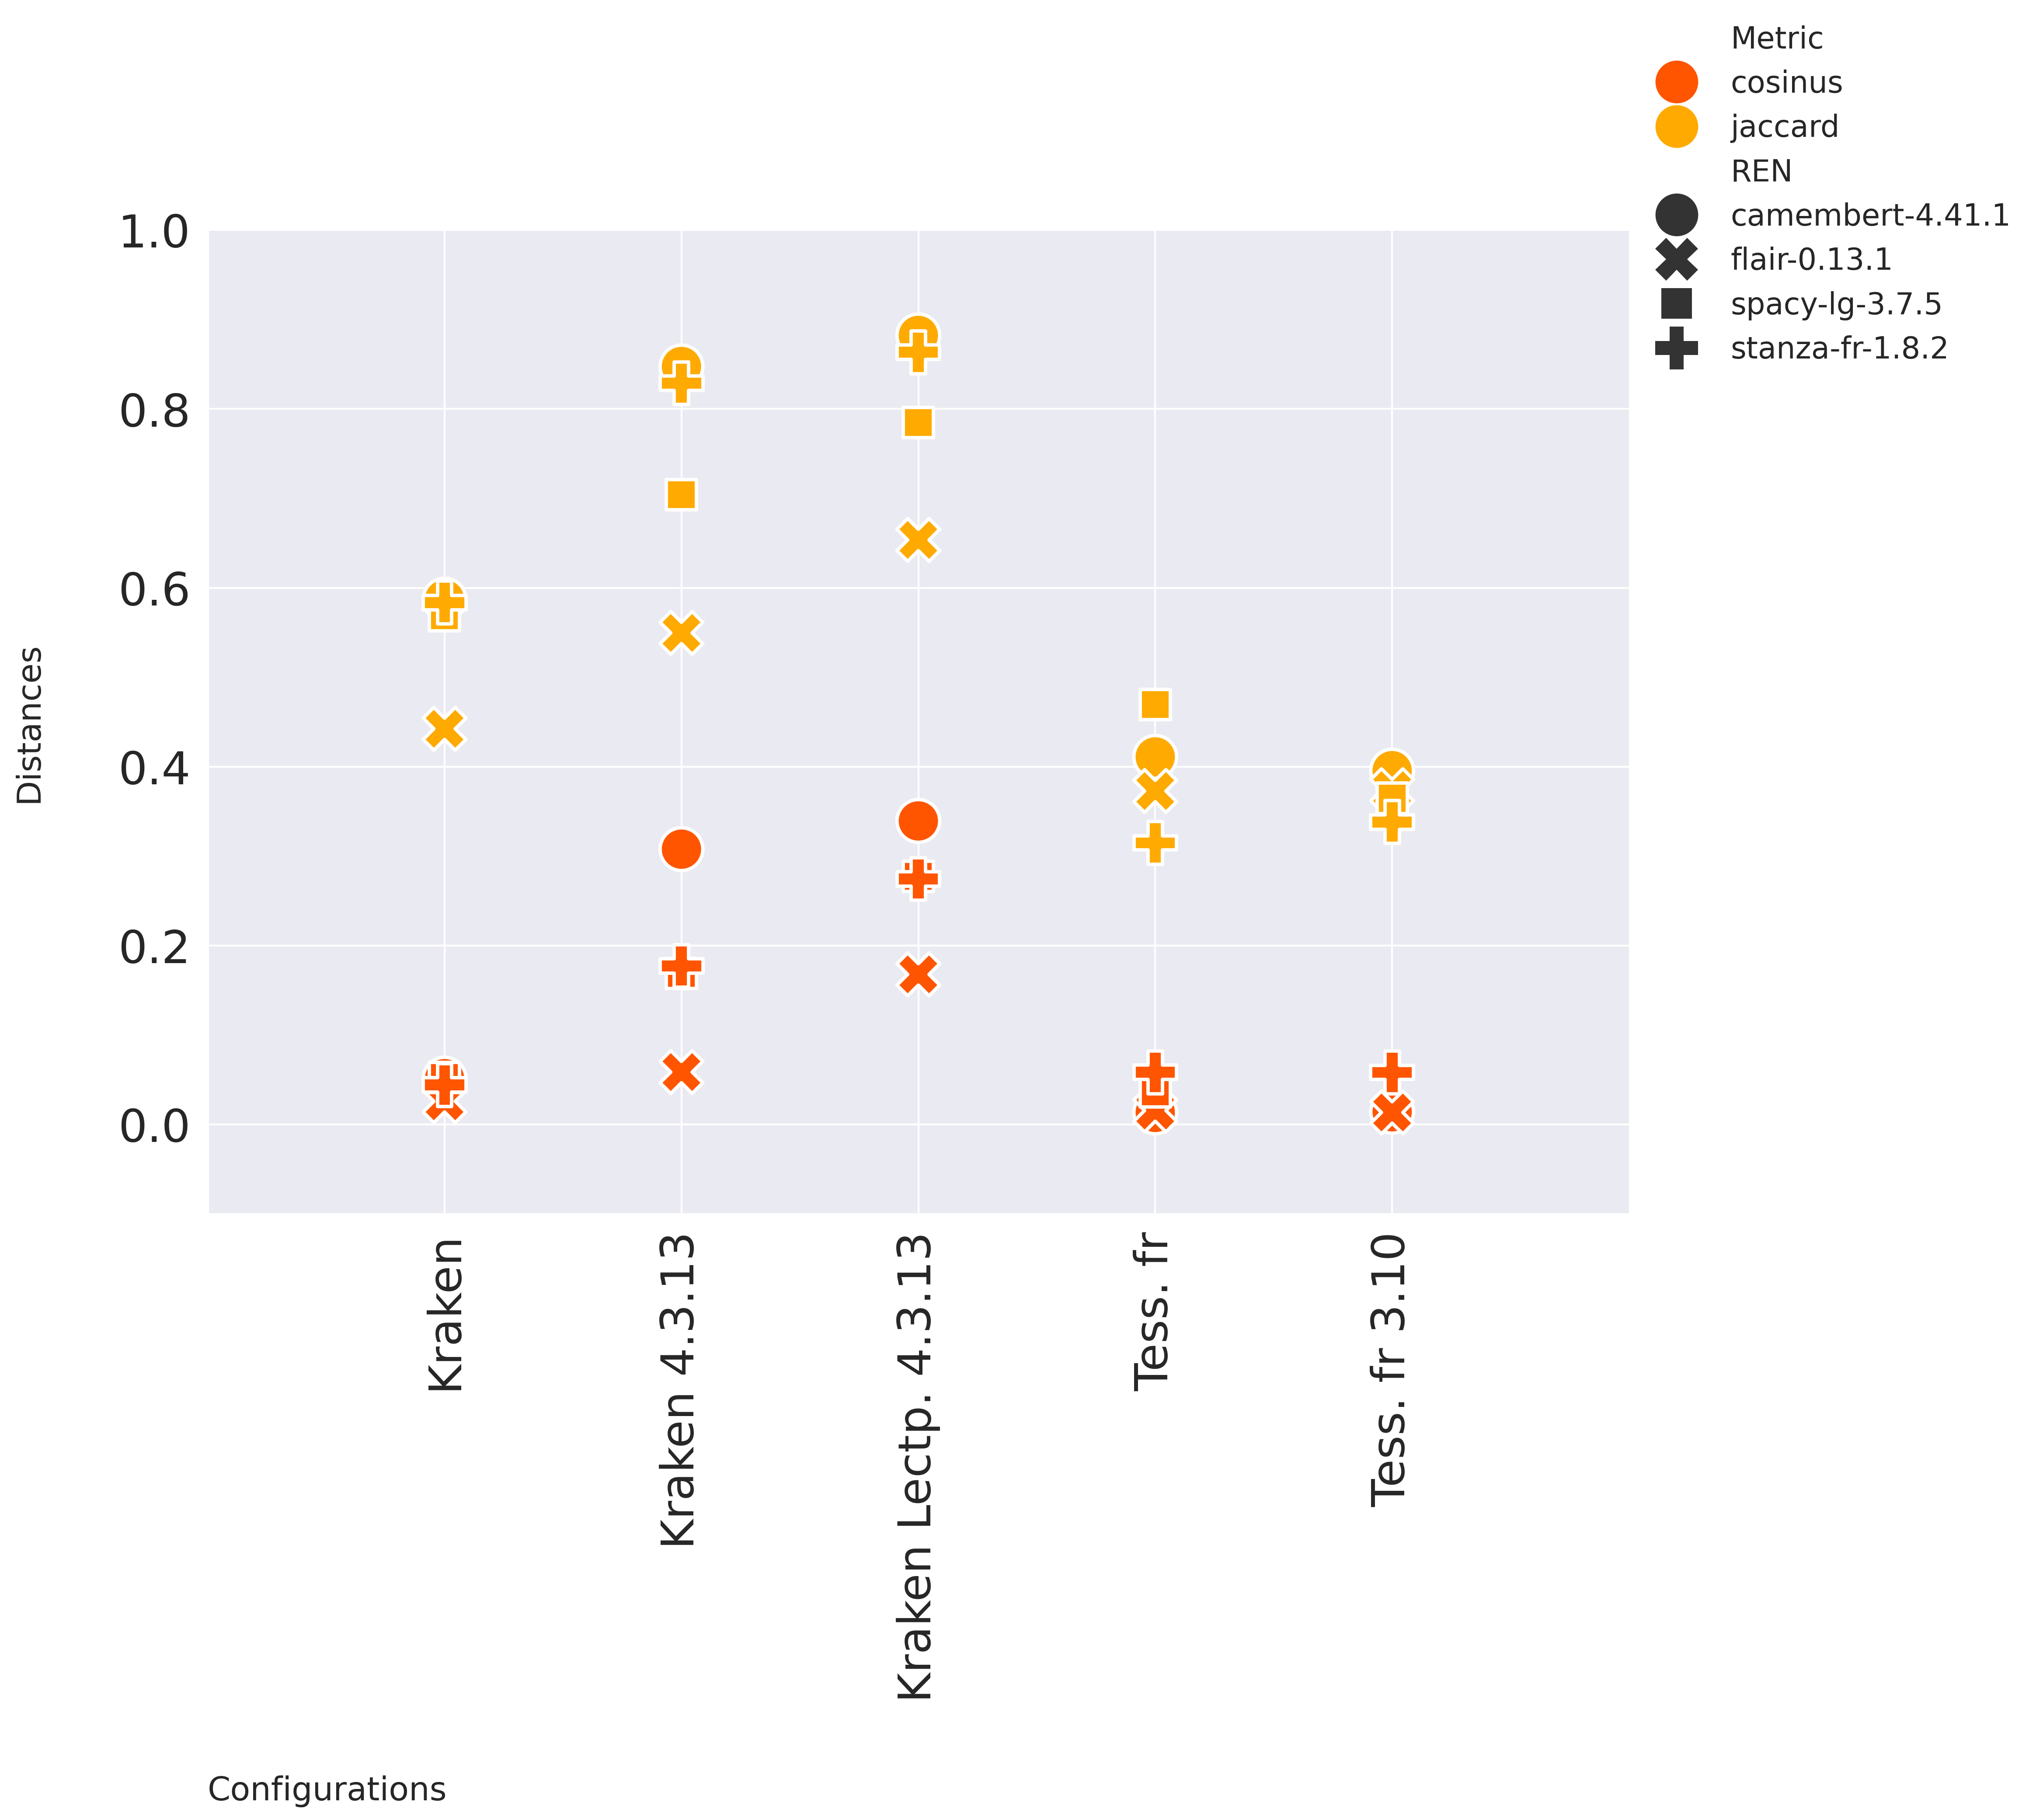 Metric
cosinus
jaccard
REN
camembert-4.41.1
flair-0.13.1
spacy-lg-3.7.5
stanza-fr-1.8.2
1.0
0.8
0.6
0.4
0.2
0.0
Distances
Kraken
Kraken 4.3.13
Kraken Lectp. 4.3.13
Tess. fr
Tess. fr 3.10
Configurations